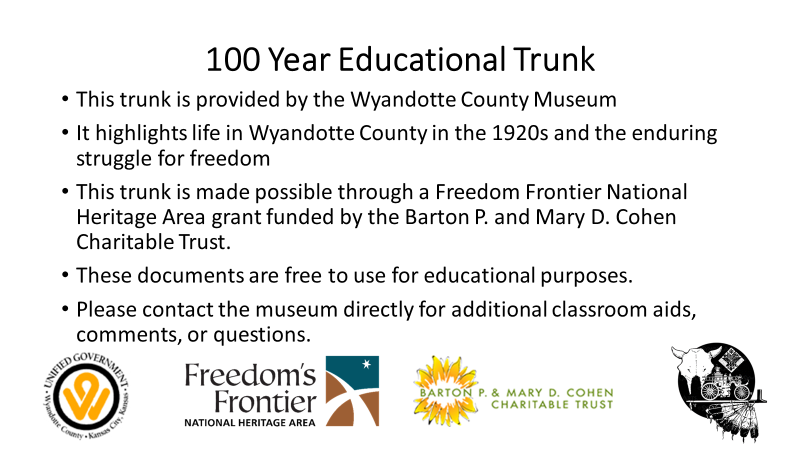 100 Year Educational Trunk
• This trunk is provided by the Wyandotte County Museum
• It highlights life in Wyandotte County in the 1920s and the enduring
struggle for freedom
• This trunk is made possible through a Freedom Frontier National
Heritage Area grant funded by the Barton P. and Mary D. Cohen
Charitable Trust.
• These documents are free to use for educational purposes.
• Please contact the museum directly for additional classroom aids,
comments, or questions.
UNIFIED GOVERNMENT
Wyandotte County • Kansas City, Kansas
Freedom's
Frontier
NATIONAL HERITAGE AREA
BARTON P. & MARY D. COHEN
CHARITABLE TRUST